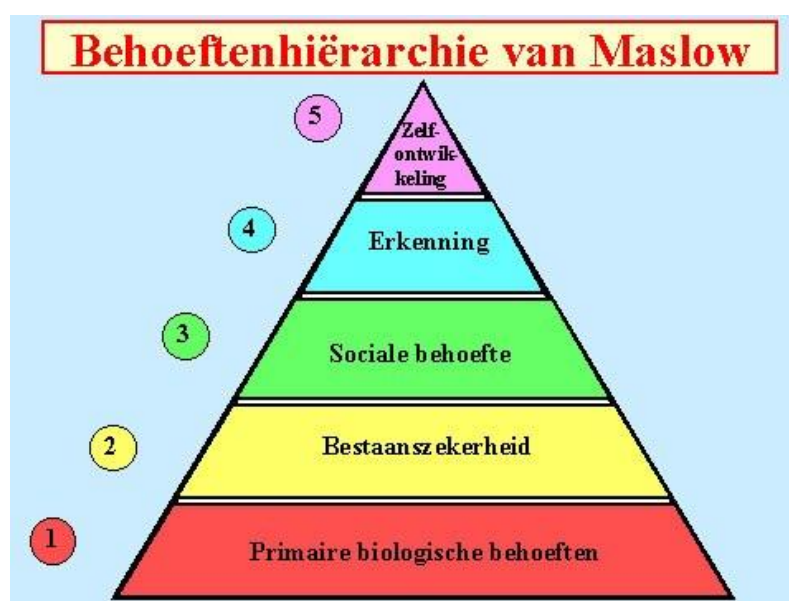 Behoeftenhiërarchie van Maslow
5
Zelf-
ontwik-
keling
4
Erkenning
3
Sociale behoefte
2
Bestaanszekerheid
1
Primaire biologische behoeften